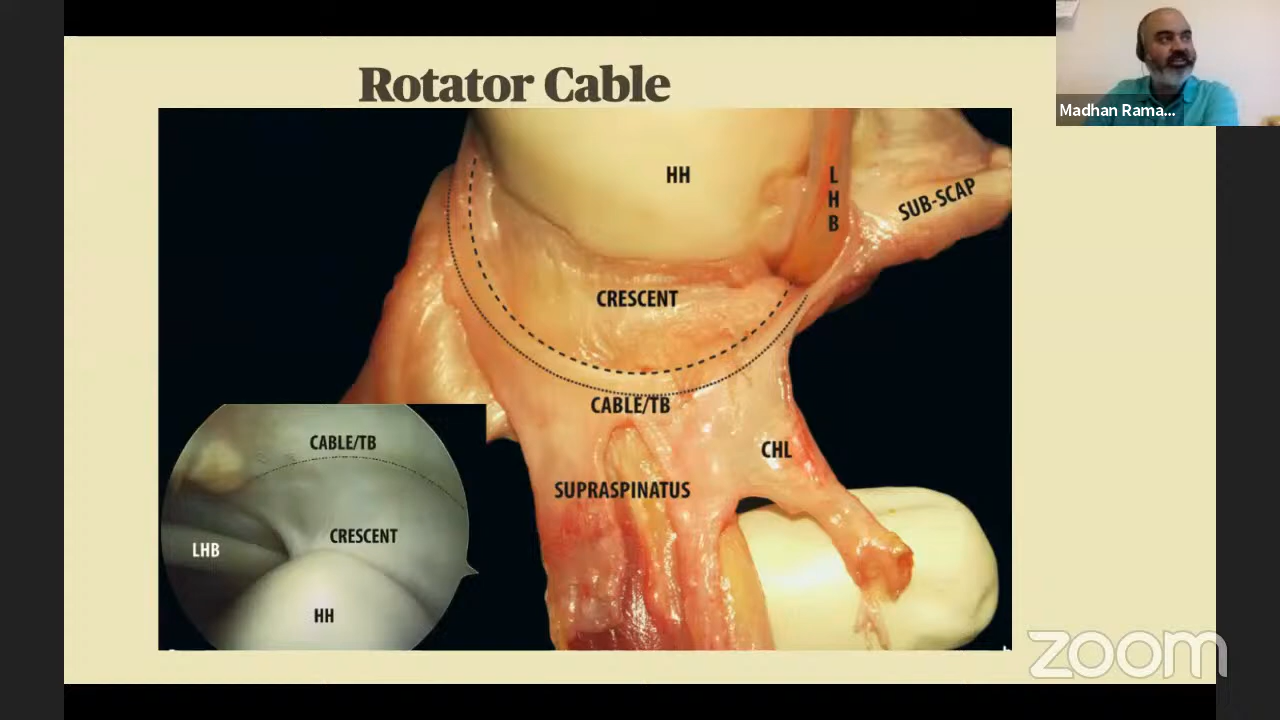 Rotator Cable
Madhan Rama...
HH
L
H
B
SUB-SCAP
CRESCENT
CABLE/TB
CHL
SUPRASPINATUS
CABLE/TB
CRESCENT
LHB
HH
zoom